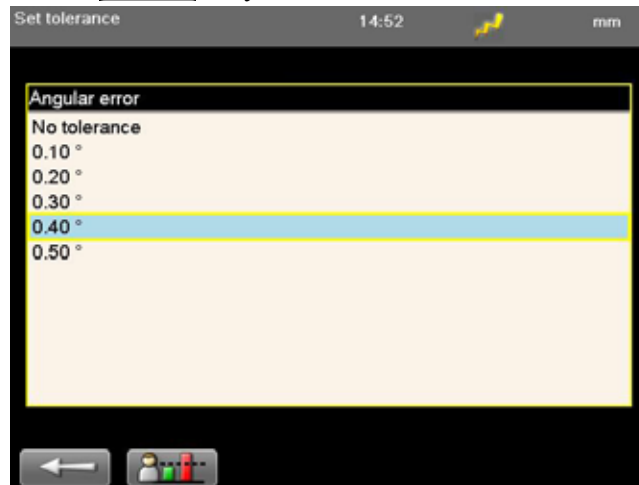 Set tolerance 14:52 mm
Angular error
No tolerance
0.10 °
0.20 °
0.30 °
0.40 °
0.50 °